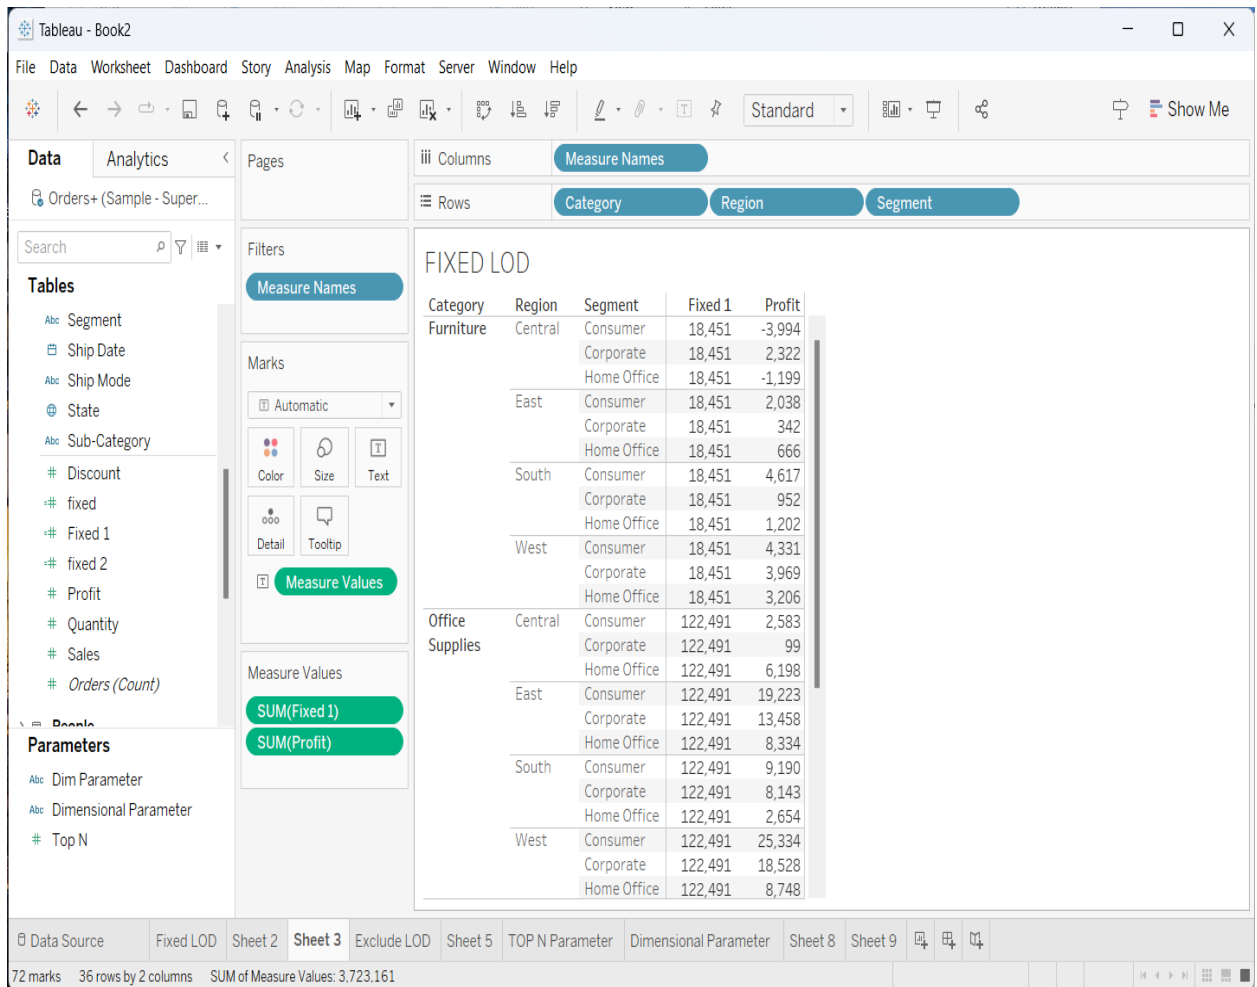 Tableau - Book2
File Data Worksheet Dashboard Story Analysis Map Format Server Window Help
Standard
Show Me
Data Analytics
Pages
Columns Measure Names
Orders+ (Sample - Super...
Rows Category Region Segment
Search
Filters
Measure Names
Tables
Abc Segment
Ship Date
Abc Ship Mode
State
Abc Sub-Category
# Discount
=# fixed
=# Fixed 1
=# fixed 2
# Profit
# Quantity
# Sales
# Orders (Count)
People
Parameters
Abc Dim Parameter
Abc Dimensional Parameter
# Top N
Marks
T Automatic
Color Size Text
Detail Tooltip
T Measure Values
Measure Values
SUM(Fixed 1)
SUM(Profit)
FIXED LOD
Category Region Segment Fixed 1 Profit
Furniture Central Consumer 18,451 -3,994
Corporate 18,451 2,322
Home Office 18,451 -1,199
East Consumer 18,451 2,038
Corporate 18,451 342
Home Office 18,451 666
South Consumer 18,451 4,617
Corporate 18,451 952
Home Office 18,451 1,202
West Consumer 18,451 4,331
Corporate 18,451 3,969
Home Office 18,451 3,206
Office Central Consumer 122,491 2,583
Supplies Corporate 122,491 99
Home Office 122,491 6,198
East Consumer 122,491 19,223
Corporate 122,491 13,458
Home Office 122,491 8,334
South Consumer 122,491 9,190
Corporate 122,491 8,143
Home Office 122,491 2,654
West Consumer 122,491 25,334
Corporate 122,491 18,528
Home Office 122,491 8,748
Data Source Fixed LOD Sheet 2 Sheet 3 Exclude LOD Sheet 5 TOP N Parameter Dimensional Parameter Sheet 8 Sheet 9
72 marks 36 rows by 2 columns SUM of Measure Values: 3,723,161